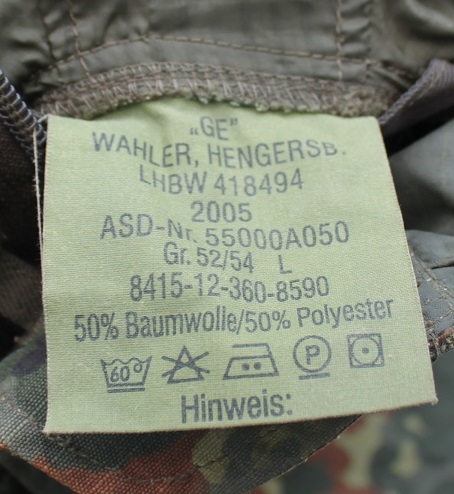 „GE"
WAHLER, HENGERSB.
LHBW 418494
2005
ASD-Nr. 55000A050
Gr. 52/54 L
8415-12-360-8590
50% Baumwolle/50% Polyester
60° P
Hinweis: